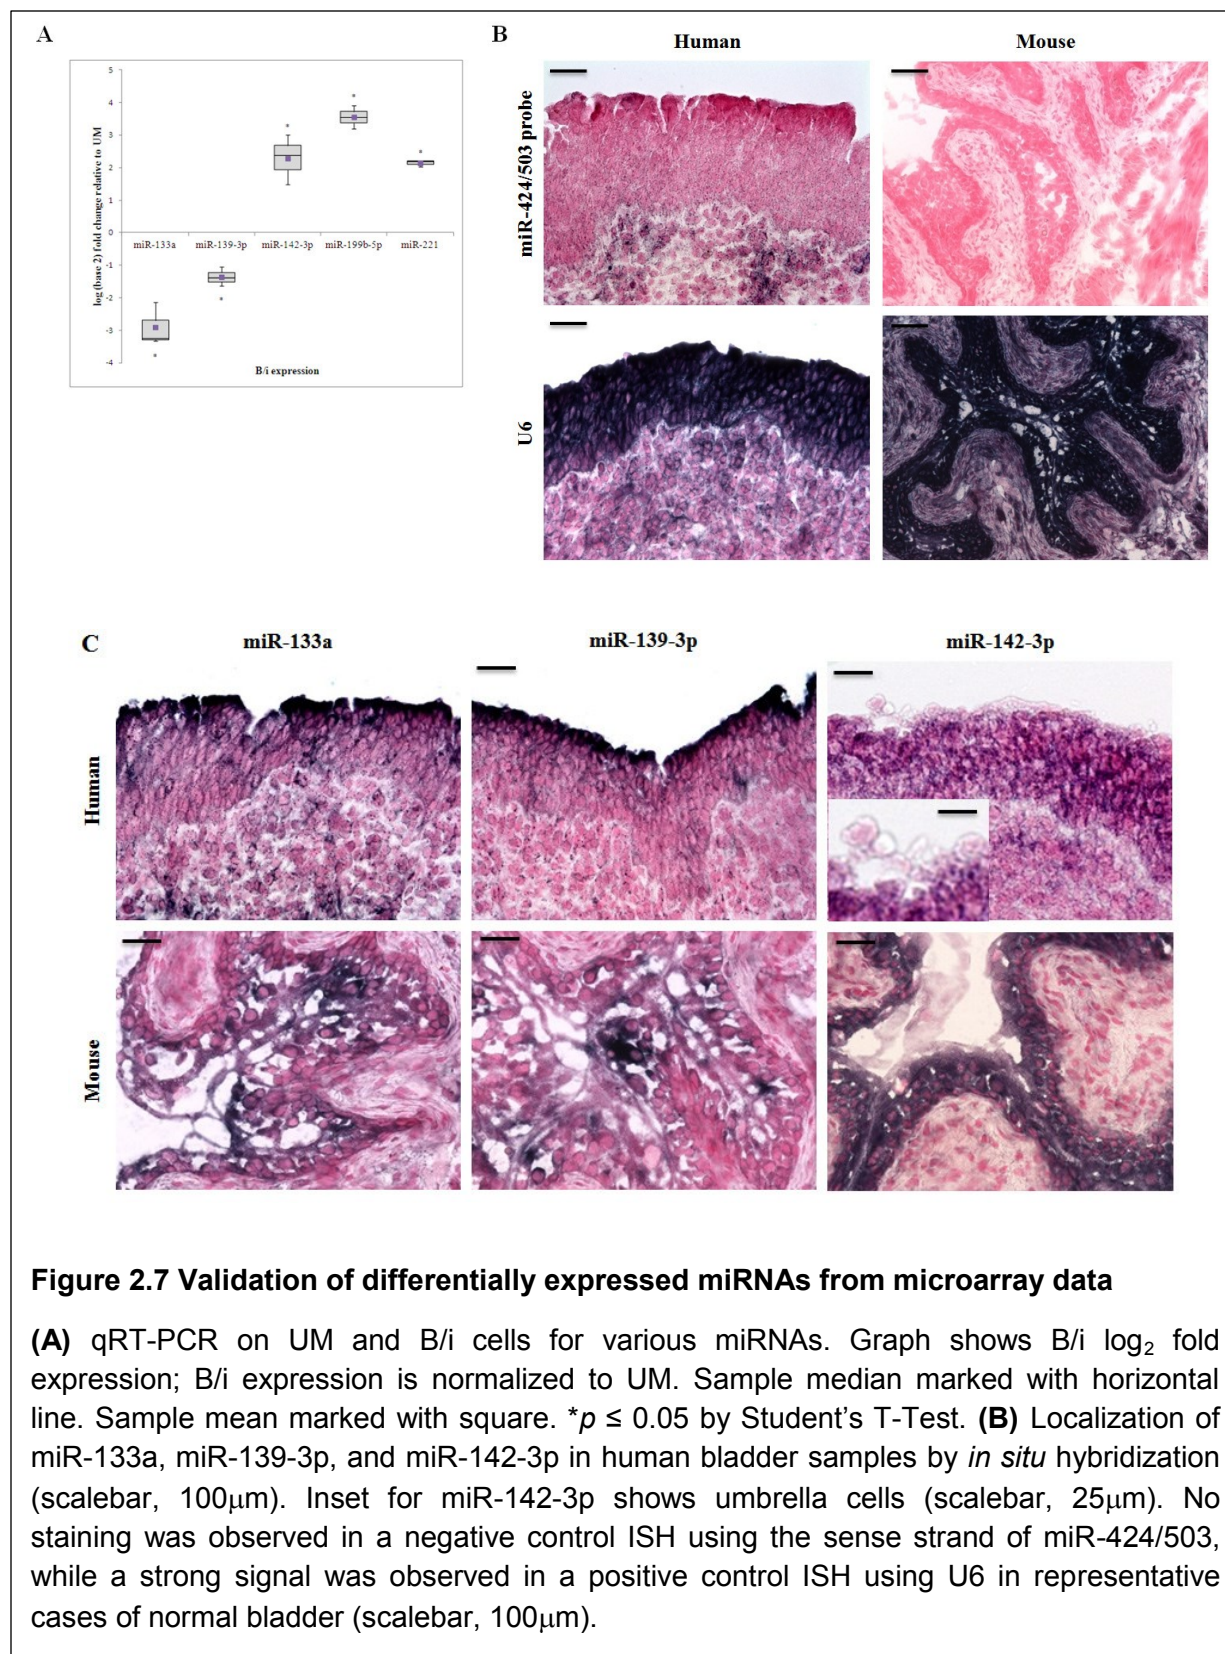 A
log (base 2) fold change relative to UM
5
4
3
2
1
0
-1
-2
-3
-4
*
*
*
*
*
miR-133a
miR-139-3p
miR-142-3p
miR-199b-5p
miR-221
B/i expression
B
Human
Mouse
miR-424/503 probe
U6
C
miR-133a
miR-139-3p
miR-142-3p
Human
Mouse
Figure 2.7 Validation of differentially expressed miRNAs from microarray data
(A) qRT-PCR on UM and B/i cells for various miRNAs. Graph shows B/i log₂ fold
expression; B/i expression is normalized to UM. Sample median marked with horizontal
line. Sample mean marked with square. *p ≤ 0.05 by Student’s T-Test. (B) Localization of
miR-133a, miR-139-3p, and miR-142-3p in human bladder samples by in situ hybridization
(scalebar, 100μm). Inset for miR-142-3p shows umbrella cells (scalebar, 25μm). No
staining was observed in a negative control ISH using the sense strand of miR-424/503,
while a strong signal was observed in a positive control ISH using U6 in representative
cases of normal bladder (scalebar, 100μm).